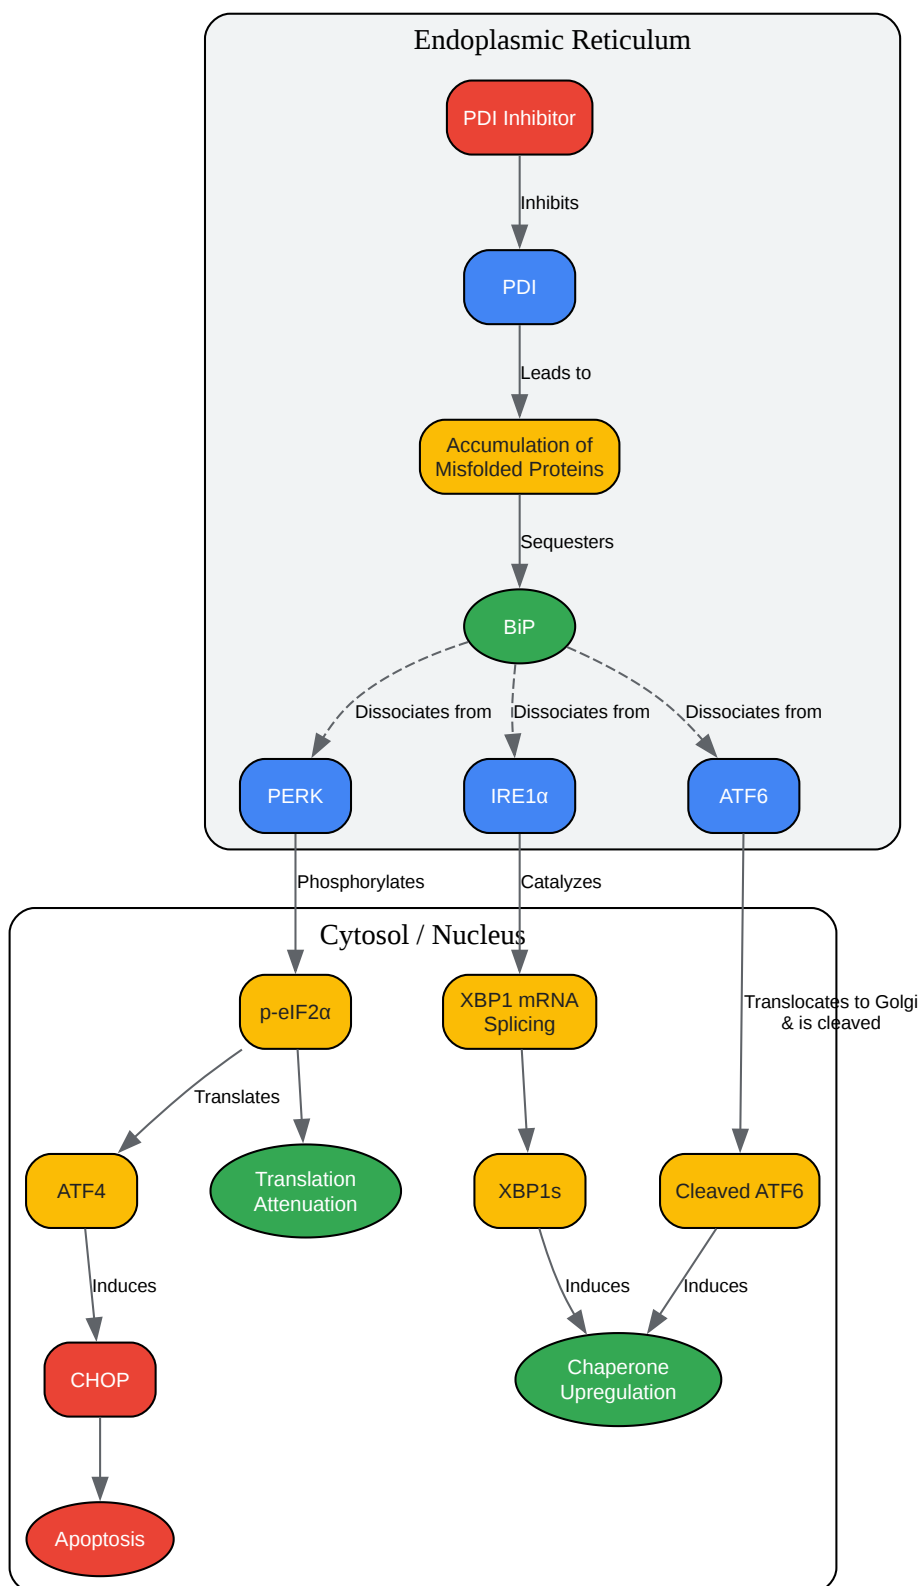 Endoplasmic Reticulum
PDI Inhibitor
Inhibits
PDI
Leads to
Accumulation of
Misfolded Proteins
Sequesters
BiP
Dissociates from
Dissociates from
Dissociates from
PERK
IRE1α
ATF6
Phosphorylates
Catalyzes
Cytosol / Nucleus
p-eIF2α
XBP1 mRNA
Splicing
Translocates to Golgi
& is cleaved
Translates
ATF4
Translation
Attenuation
XBP1s
Cleaved ATF6
Induces
Induces
Induces
CHOP
Chaperone
Upregulation
Apoptosis